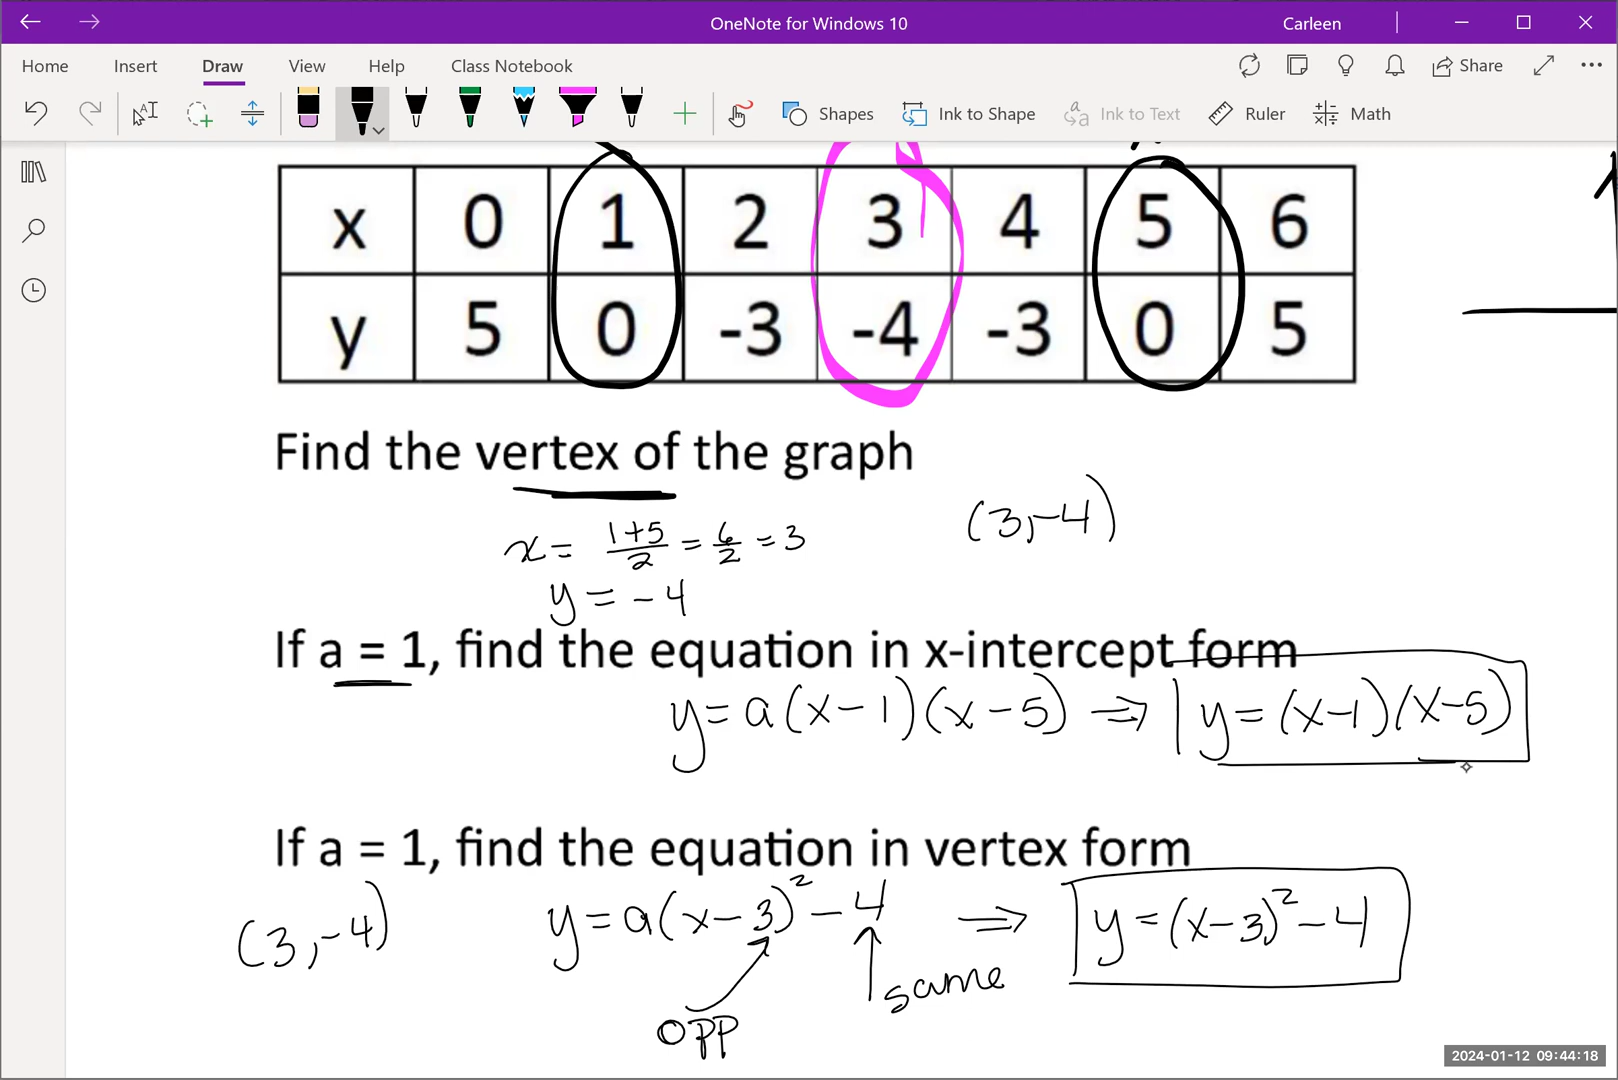 OneNote for Windows 10
Carleen
Home Insert Draw View Help Class Notebook
Share
Shapes Ink to Shape Ink to Text Ruler Math
x 0 1 2 3 4 5 6
y 5 0 -3 -4 -3 0 5
Find the vertex of the graph
(3,-4)
x = 1+5/2 = 6/2 = 3
y = -4
If a = 1, find the equation in x-intercept form
y = a(x-1)(x-5) ⇒ y = (x-1)(x-5)
If a = 1, find the equation in vertex form
(3,-4) y = a(x-3)² - 4 ⇒ y = (x-3)² - 4
same
opp
2024-01-12 09:44:18